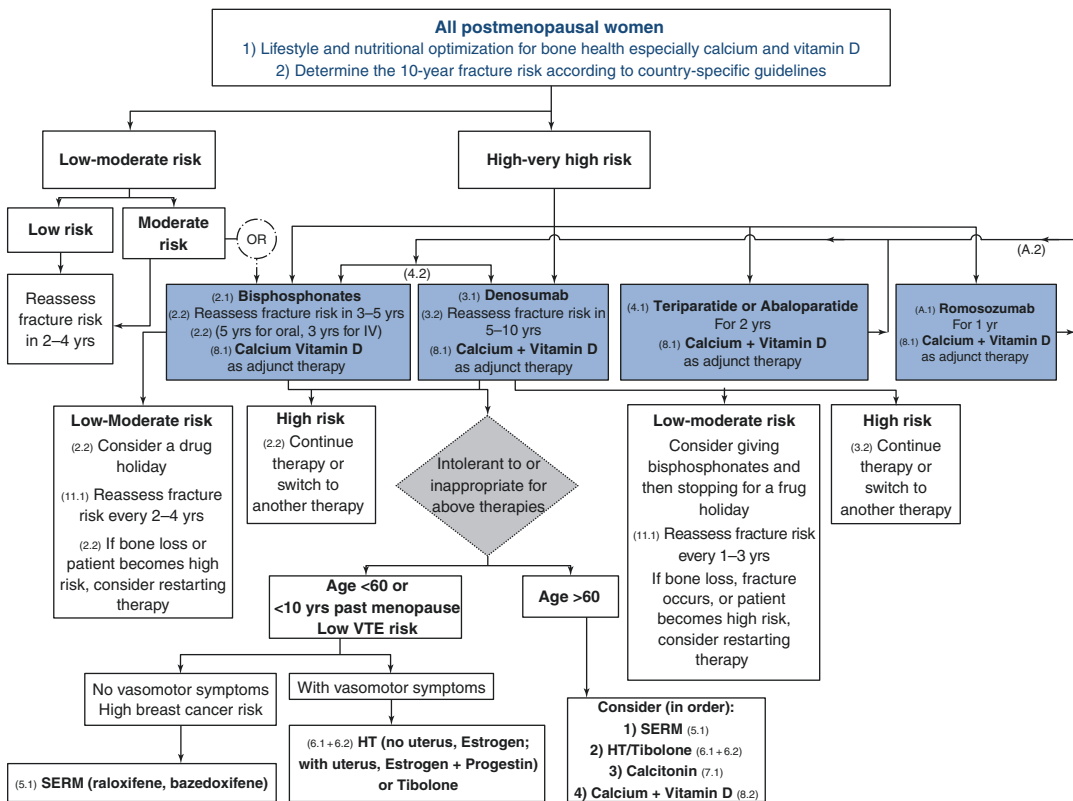 All postmenopausal women
1) Lifestyle and nutritional optimization for bone health especially calcium and vitamin D
2) Determine the 10-year fracture risk according to country-specific guidelines
Low-moderate risk
High-very high risk
Low risk
Moderate
risk
OR
Reassess
fracture risk
in 2–4 yrs
(4.2)
(A.2)
(2.1) Bisphosphonates
(2.2) Reassess fracture risk in 3–5 yrs
(2.2) (5 yrs for oral, 3 yrs for IV)
(8.1) Calcium Vitamin D
as adjunct therapy
(3.1) Denosumab
(3.2) Reassess fracture risk in
5–10 yrs
(8.1) Calcium + Vitamin D
as adjunct therapy
(4.1) Teriparatide or Abaloparatide
For 2 yrs
(8.1) Calcium + Vitamin D
as adjunct therapy
(A.1) Romosozumab
For 1 yr
(8.1) Calcium + Vitamin D
as adjunct therapy
Low-Moderate risk
(2.2) Consider a drug
holiday
(11.1) Reassess fracture
risk every 2–4 yrs
(2.2) If bone loss or
patient becomes high
risk, consider restarting
therapy
High risk
(2.2) Continue
therapy or
switch to
another therapy
Intolerant to or
inappropriate for
above therapies
Low-moderate risk
Consider giving
bisphosphonates and
then stopping for a frug
holiday
(11.1) Reassess fracture risk
every 1–3 yrs
If bone loss, fracture
occurs, or patient
becomes high risk,
consider restarting
therapy
High risk
(3.2) Continue
therapy or
switch to
another therapy
Age <60 or
<10 yrs past menopause
Low VTE risk
Age >60
No vasomotor symptoms
High breast cancer risk
With vasomotor symptoms
(5.1) SERM (raloxifene, bazedoxifene)
(6.1+6.2) HT (no uterus, Estrogen;
with uterus, Estrogen + Progestin)
or Tibolone
Consider (in order):
1) SERM (5.1)
2) HT/Tibolone (6.1+6.2)
3) Calcitonin (7.1)
4) Calcium + Vitamin D (8.2)